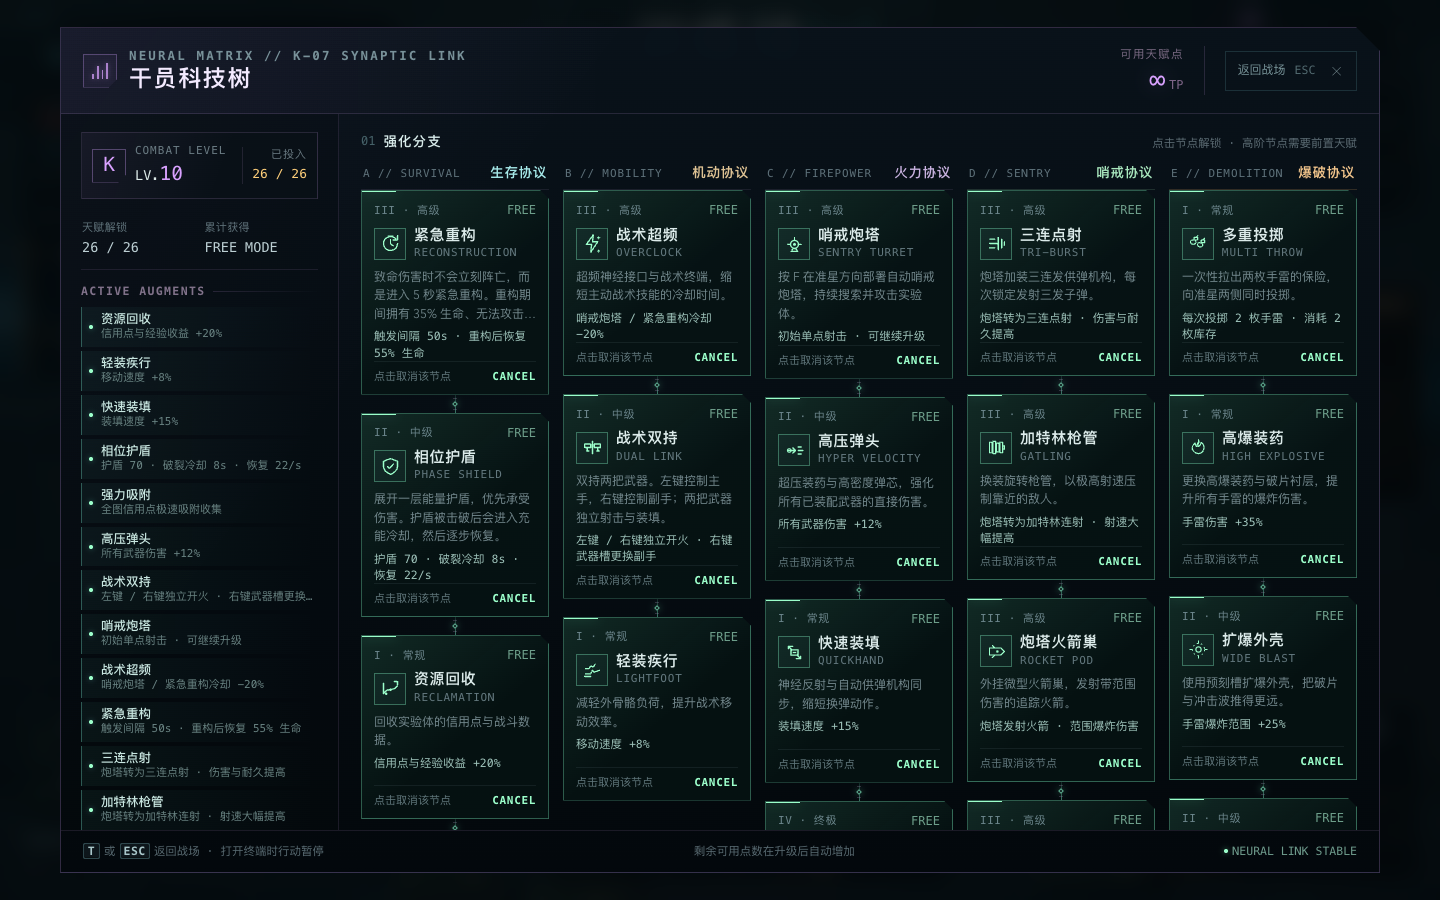 NEURAL MATRIX // K-07 SYNAPTIC LINK
干员科技树
可用天赋点
∞ TP
返回战场 ESC ×
K
COMBAT LEVEL
LV.10
已投入
26 / 26
天赋解锁
26 / 26
累计获得
FREE MODE
ACTIVE AUGMENTS
资源回收
信用点与经验收益 +20%
轻装疾行
移动速度 +8%
快速装填
装填速度 +15%
相位护盾
护盾 70 · 破裂冷却 8s · 恢复 22/s
强力吸附
全图信用点极速吸附收集
高压弹头
所有武器伤害 +12%
战术双持
左键 / 右键独立开火 · 右键武器槽更换…
哨戒炮塔
初始单点射击 · 可继续升级
战术超频
哨戒炮塔 / 紧急重构冷却 -20%
紧急重构
触发间隔 50s · 重构后恢复 55% 生命
三连点射
炮塔转为三连点射 · 伤害与耐久提高
加特林枪管
炮塔转为加特林连射 · 射速大幅提高
01 强化分支
点击节点解锁 · 高阶节点需要前置天赋
A // SURVIVAL 生存协议
III · 高级 FREE
紧急重构
RECONSTRUCTION
致命伤害时不会立刻阵亡，而
是进入 5 秒紧急重构。重构期
间拥有 35% 生命、无法攻击…
触发间隔 50s · 重构后恢复
55% 生命
点击取消该节点 CANCEL
II · 中级 FREE
相位护盾
PHASE SHIELD
展开一层能量护盾，优先承受
伤害。护盾被击破后会进入充
能冷却，然后逐步恢复。
护盾 70 · 破裂冷却 8s ·
恢复 22/s
点击取消该节点 CANCEL
I · 常规 FREE
资源回收
RECLAMATION
回收实验体的信用点与战斗数
据。
信用点与经验收益 +20%
点击取消该节点 CANCEL
B // MOBILITY 机动协议
III · 高级 FREE
战术超频
OVERCLOCK
超频神经接口与战术终端，缩
短主动战术技能的冷却时间。
哨戒炮塔 / 紧急重构冷却
-20%
点击取消该节点 CANCEL
II · 中级 FREE
战术双持
DUAL LINK
双持两把武器。左键控制主
手，右键控制副手；两把武器
独立射击与装填。
左键 / 右键独立开火 · 右键
武器槽更换副手
点击取消该节点 CANCEL
I · 常规 FREE
轻装疾行
LIGHTFOOT
减轻外骨骼负荷，提升战术移
动效率。
移动速度 +8%
点击取消该节点 CANCEL
C // FIREPOWER 火力协议
III · 高级 FREE
哨戒炮塔
SENTRY TURRET
按 F 在准星方向部署自动哨戒
炮塔，持续搜索并攻击实验
体。
初始单点射击 · 可继续升级
点击取消该节点 CANCEL
II · 中级 FREE
高压弹头
HYPER VELOCITY
超压装药与高密度弹芯，强化
所有已装配武器的直接伤害。
所有武器伤害 +12%
点击取消该节点 CANCEL
I · 常规 FREE
快速装填
QUICKHAND
神经反射与自动供弹机构同
步，缩短换弹动作。
装填速度 +15%
点击取消该节点 CANCEL
IV · 终极 FREE
D // SENTRY 哨戒协议
III · 高级 FREE
三连点射
TRI-BURST
炮塔加装三连发供弹机构，每
次锁定发射三发子弹。
炮塔转为三连点射 · 伤害与耐
久提高
点击取消该节点 CANCEL
III · 高级 FREE
加特林枪管
GATLING
换装旋转枪管，以极高射速压
制靠近的敌人。
炮塔转为加特林连射 · 射速大
幅提高
点击取消该节点 CANCEL
III · 高级 FREE
炮塔火箭巢
ROCKET POD
外挂微型火箭巢，发射带范围
伤害的追踪火箭。
炮塔发射火箭 · 范围爆炸伤害
点击取消该节点 CANCEL
III · 高级 FREE
E // DEMOLITION 爆破协议
I · 常规 FREE
多重投掷
MULTI THROW
一次性拉出两枚手雷的保险，
向准星两侧同时投掷。
每次投掷 2 枚手雷 · 消耗 2
枚库存
点击取消该节点 CANCEL
I · 常规 FREE
高爆装药
HIGH EXPLOSIVE
更换高爆装药与破片衬层，提
升所有手雷的爆炸伤害。
手雷伤害 +35%
点击取消该节点 CANCEL
II · 中级 FREE
扩爆外壳
WIDE BLAST
使用预刻槽扩爆外壳，把破片
与冲击波推得更远。
手雷爆炸范围 +25%
点击取消该节点 CANCEL
II · 中级 FREE
T 或 ESC 返回战场 · 打开终端时行动暂停
剩余可用点数在升级后自动增加
NEURAL LINK STABLE